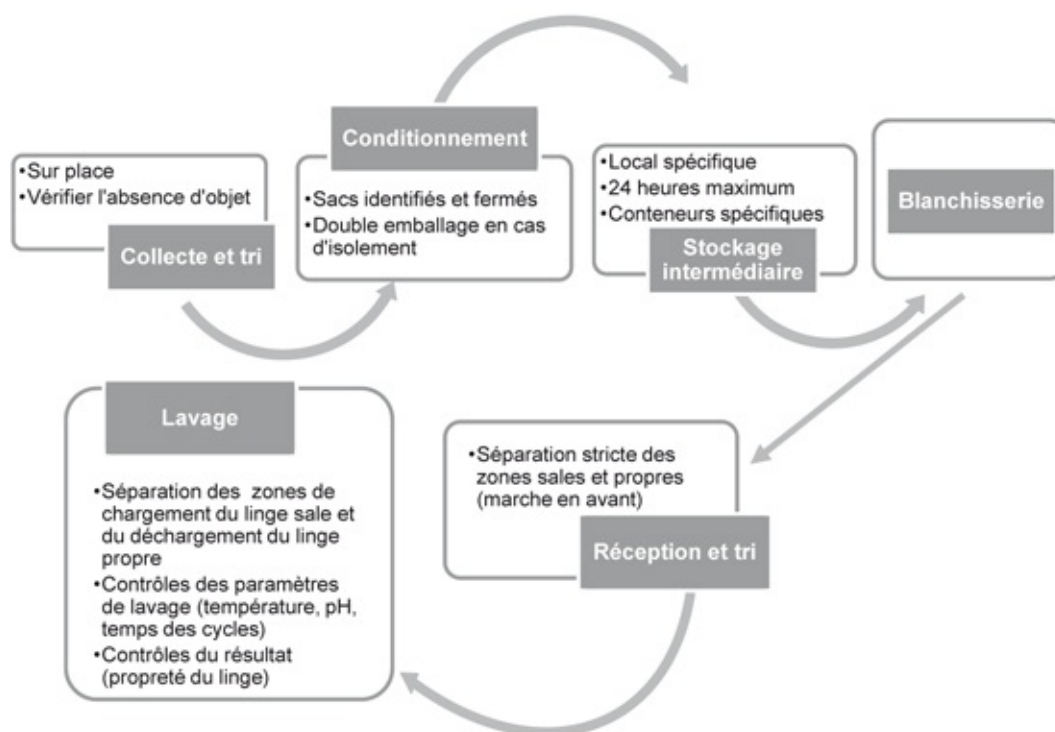 •Sur place
•Vérifier l'absence d'objet
Collecte et tri
Conditionnement
•Sacs identifiés et fermés
•Double emballage en cas
d'isolement
•Local spécifique
•24 heures maximum
•Conteneurs spécifiques
Stockage
intermédiaire
Blanchisserie
•Séparation stricte des
zones sales et propres
(marche en avant)
Réception et tri
Lavage
•Séparation des zones de
chargement du linge sale et
du déchargement du linge
propre
•Contrôles des paramètres
de lavage (température, pH,
temps des cycles)
•Contrôles du résultat
(propreté du linge)